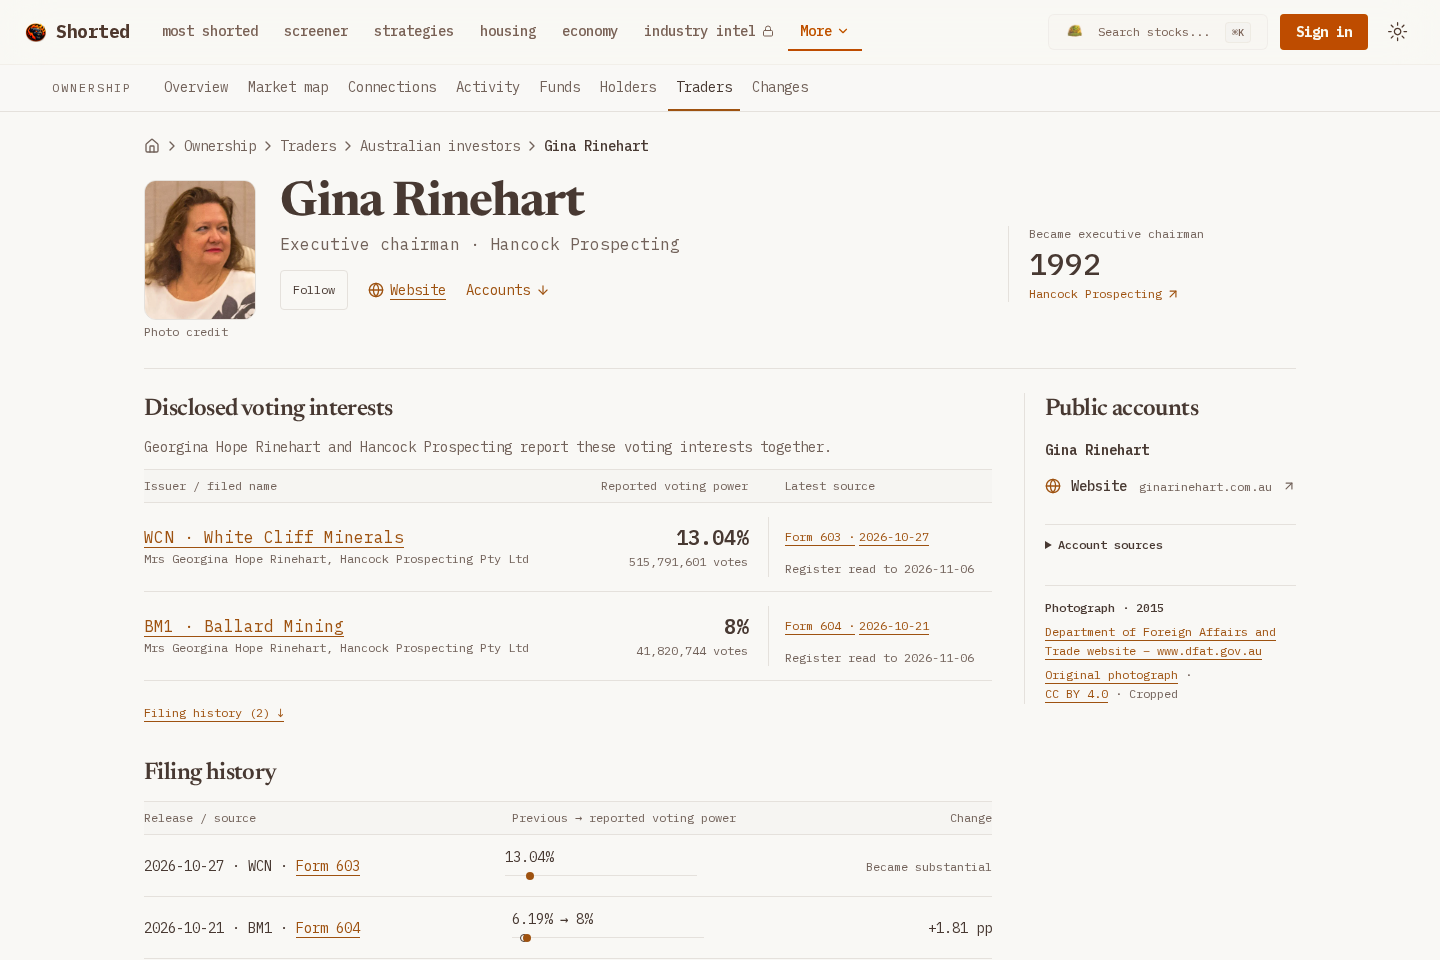 Shorted
most shorted
screener
strategies
housing
economy
industry intel
More
Search stocks...
⌘K
Sign in
OWNERSHIP
Overview
Market map
Connections
Activity
Funds
Holders
Traders
Changes
Ownership
Traders
Australian investors
Gina Rinehart
Gina Rinehart
Executive chairman · Hancock Prospecting
Follow
Website
Accounts ↓
Photo credit
Became executive chairman
1992
Hancock Prospecting ↗
Disclosed voting interests
Georgina Hope Rinehart and Hancock Prospecting report these voting interests together.
Issuer / filed name
Reported voting power
Latest source
WCN · White Cliff Minerals
Mrs Georgina Hope Rinehart, Hancock Prospecting Pty Ltd
13.04%
515,791,601 votes
Form 603 · 2026-10-27
Register read to 2026-11-06
BM1 · Ballard Mining
Mrs Georgina Hope Rinehart, Hancock Prospecting Pty Ltd
8%
41,820,744 votes
Form 604 · 2026-10-21
Register read to 2026-11-06
Filing history (2) ↓
Filing history
Release / source
Previous → reported voting power
Change
2026-10-27 · WCN · Form 603
13.04%
Became substantial
2026-10-21 · BM1 · Form 604
6.19% → 8%
+1.81 pp
Public accounts
Gina Rinehart
Website ginarinehart.com.au ↗
Account sources
Photograph · 2015
Department of Foreign Affairs and
Trade website – www.dfat.gov.au
Original photograph ·
CC BY 4.0 · Cropped